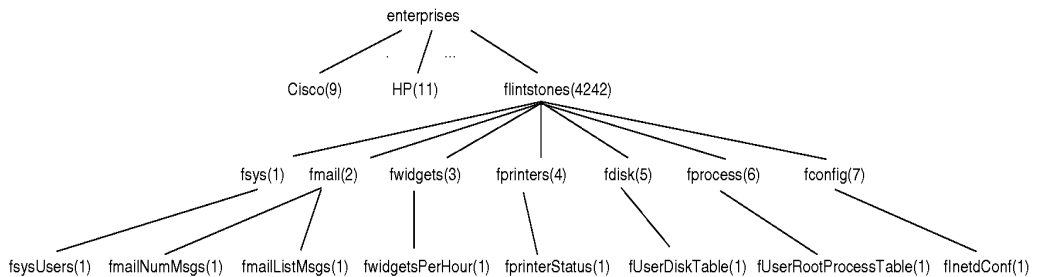 enterprises
...
Cisco(9) HP(11) flintstones(4242)
fsys(1) fmail(2) fwidgets(3) fprinters(4) fdisk(5) fprocess(6) fconfig(7)
fsysUsers(1) fmailNumMsgs(1) fmailListMsgs(1) fwidgetsPerHour(1) fprinterStatus(1) fUserDiskTable(1) fUserRootProcessTable(1) fInetdConf(1)